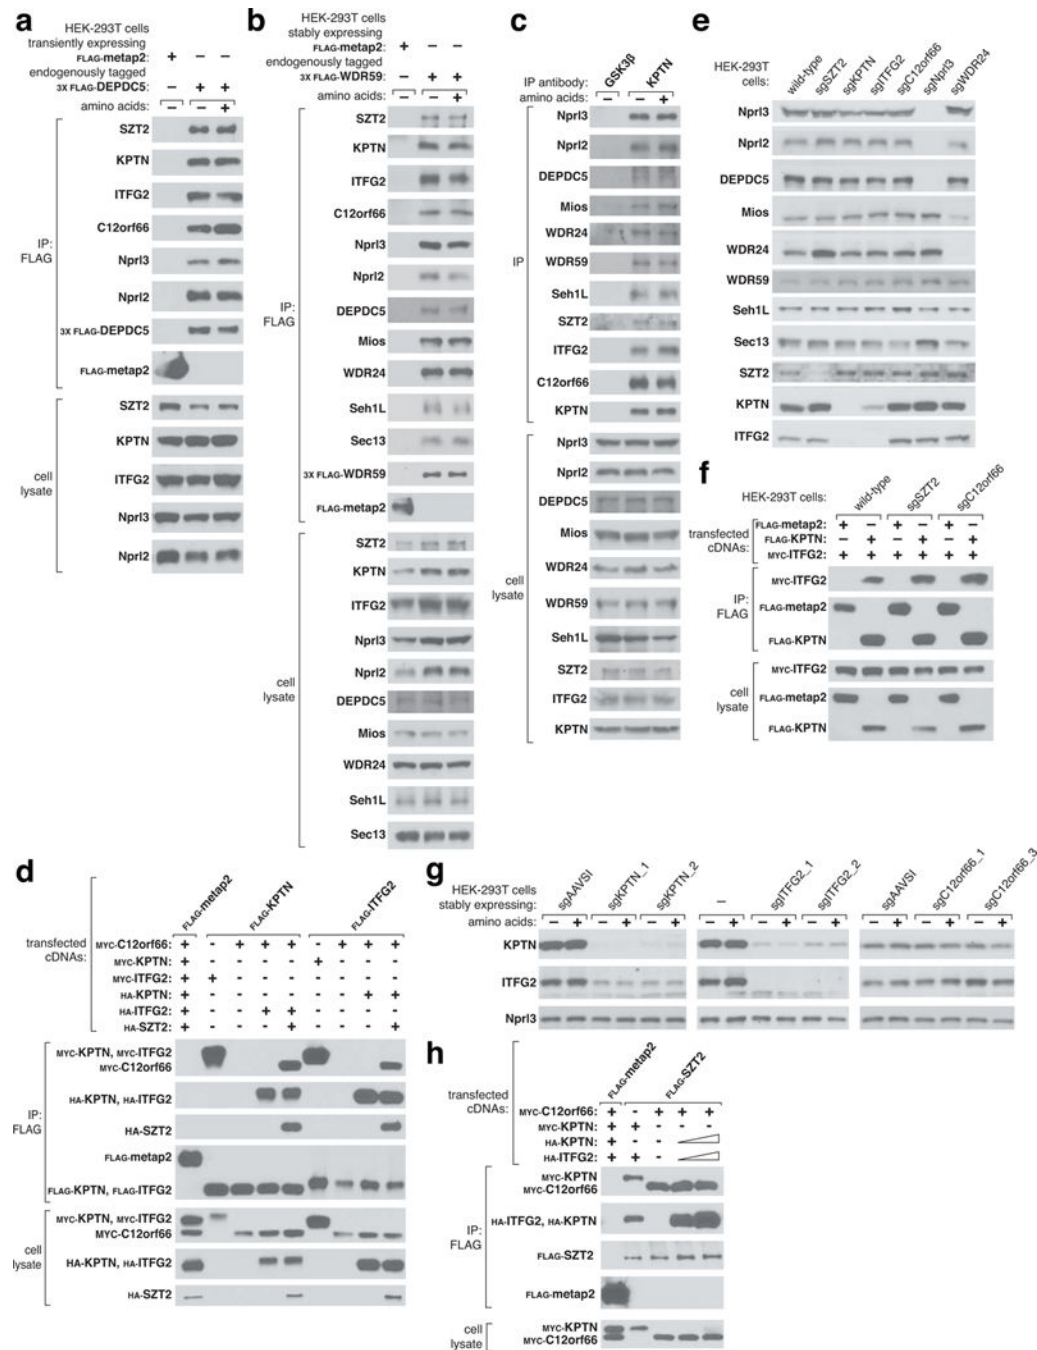 a
HEK-293T cells
transiently expressing
FLAG-metap2: + − −
endogenously tagged
3X FLAG-DEPDC5: − + +
amino acids: − − +
IP:
FLAG
SZT2
KPTN
ITFG2
C12orf66
Nprl3
Nprl2
3X FLAG-DEPDC5
FLAG-metap2
cell
lysate
SZT2
KPTN
ITFG2
Nprl3
Nprl2
b
HEK-293T cells
stably expressing
FLAG-metap2: + − −
endogenously tagged
3X FLAG-WDR59: − + +
amino acids: − − +
IP:
FLAG
SZT2
KPTN
ITFG2
C12orf66
Nprl3
Nprl2
DEPDC5
Mios
WDR24
Seh1L
Sec13
3X FLAG-WDR59
FLAG-metap2
cell
lysate
SZT2
KPTN
ITFG2
Nprl3
Nprl2
DEPDC5
Mios
WDR24
Seh1L
Sec13
c
IP antibody: GSK3β KPTN
amino acids: − − +
IP
Nprl3
Nprl2
DEPDC5
Mios
WDR24
WDR59
Seh1L
SZT2
ITFG2
C12orf66
KPTN
cell
lysate
Nprl3
Nprl2
DEPDC5
Mios
WDR24
WDR59
Seh1L
SZT2
ITFG2
KPTN
e
HEK-293T
cells:
wild-type sgSZT2 sgKPTN sgITFG2 sgC12orf66 sgNprl3 sgWDR24
Nprl3
Nprl2
DEPDC5
Mios
WDR24
WDR59
Seh1L
Sec13
SZT2
KPTN
ITFG2
f
HEK-293T cells: wild-type sgSZT2 sgC12orf66
transfected
cDNAs:
FLAG-metap2: + − + − + −
FLAG-KPTN: − + − + − +
MYC-ITFG2: + + + + + +
IP:
FLAG
MYC-ITFG2
FLAG-metap2
FLAG-KPTN
cell
lysate
MYC-ITFG2
FLAG-metap2
FLAG-KPTN
d
FLAG-metap2 FLAG-KPTN FLAG-ITFG2
transfected
cDNAs:
MYC-C12orf66: + - + + + - + + +
MYC-KPTN: + - - - - + - - -
MYC-ITFG2: + + - - - - - - -
HA-KPTN: + - - - - - - + +
HA-ITFG2: + - - + + - - - -
HA-SZT2: + - - - + - - - +
IP:
FLAG
MYC-KPTN, MYC-ITFG2
MYC-C12orf66
HA-KPTN, HA-ITFG2
HA-SZT2
FLAG-metap2
FLAG-KPTN, FLAG-ITFG2
cell
lysate
MYC-KPTN, MYC-ITFG2
MYC-C12orf66
HA-KPTN, HA-ITFG2
HA-SZT2
g
HEK-293T cells
stably expressing:
sgAAVSI sgKPTN_1 sgKPTN_2 − sgITFG2_1 sgITFG2_2 sgAAVSI sgC12orf66_1 sgC12orf66_3
amino acids: − + − + − + − + − + − + − + − + − +
KPTN
ITFG2
Nprl3
h
FLAG-metap2 FLAG-SZT2
transfected
cDNAs:
MYC-C12orf66: + - + + +
MYC-KPTN: + + - - -
HA-KPTN: + - -
HA-ITFG2: + + -
IP:
FLAG
MYC-KPTN
MYC-C12orf66
HA-ITFG2, HA-KPTN
FLAG-SZT2
FLAG-metap2
cell
lysate
MYC-KPTN
MYC-C12orf66